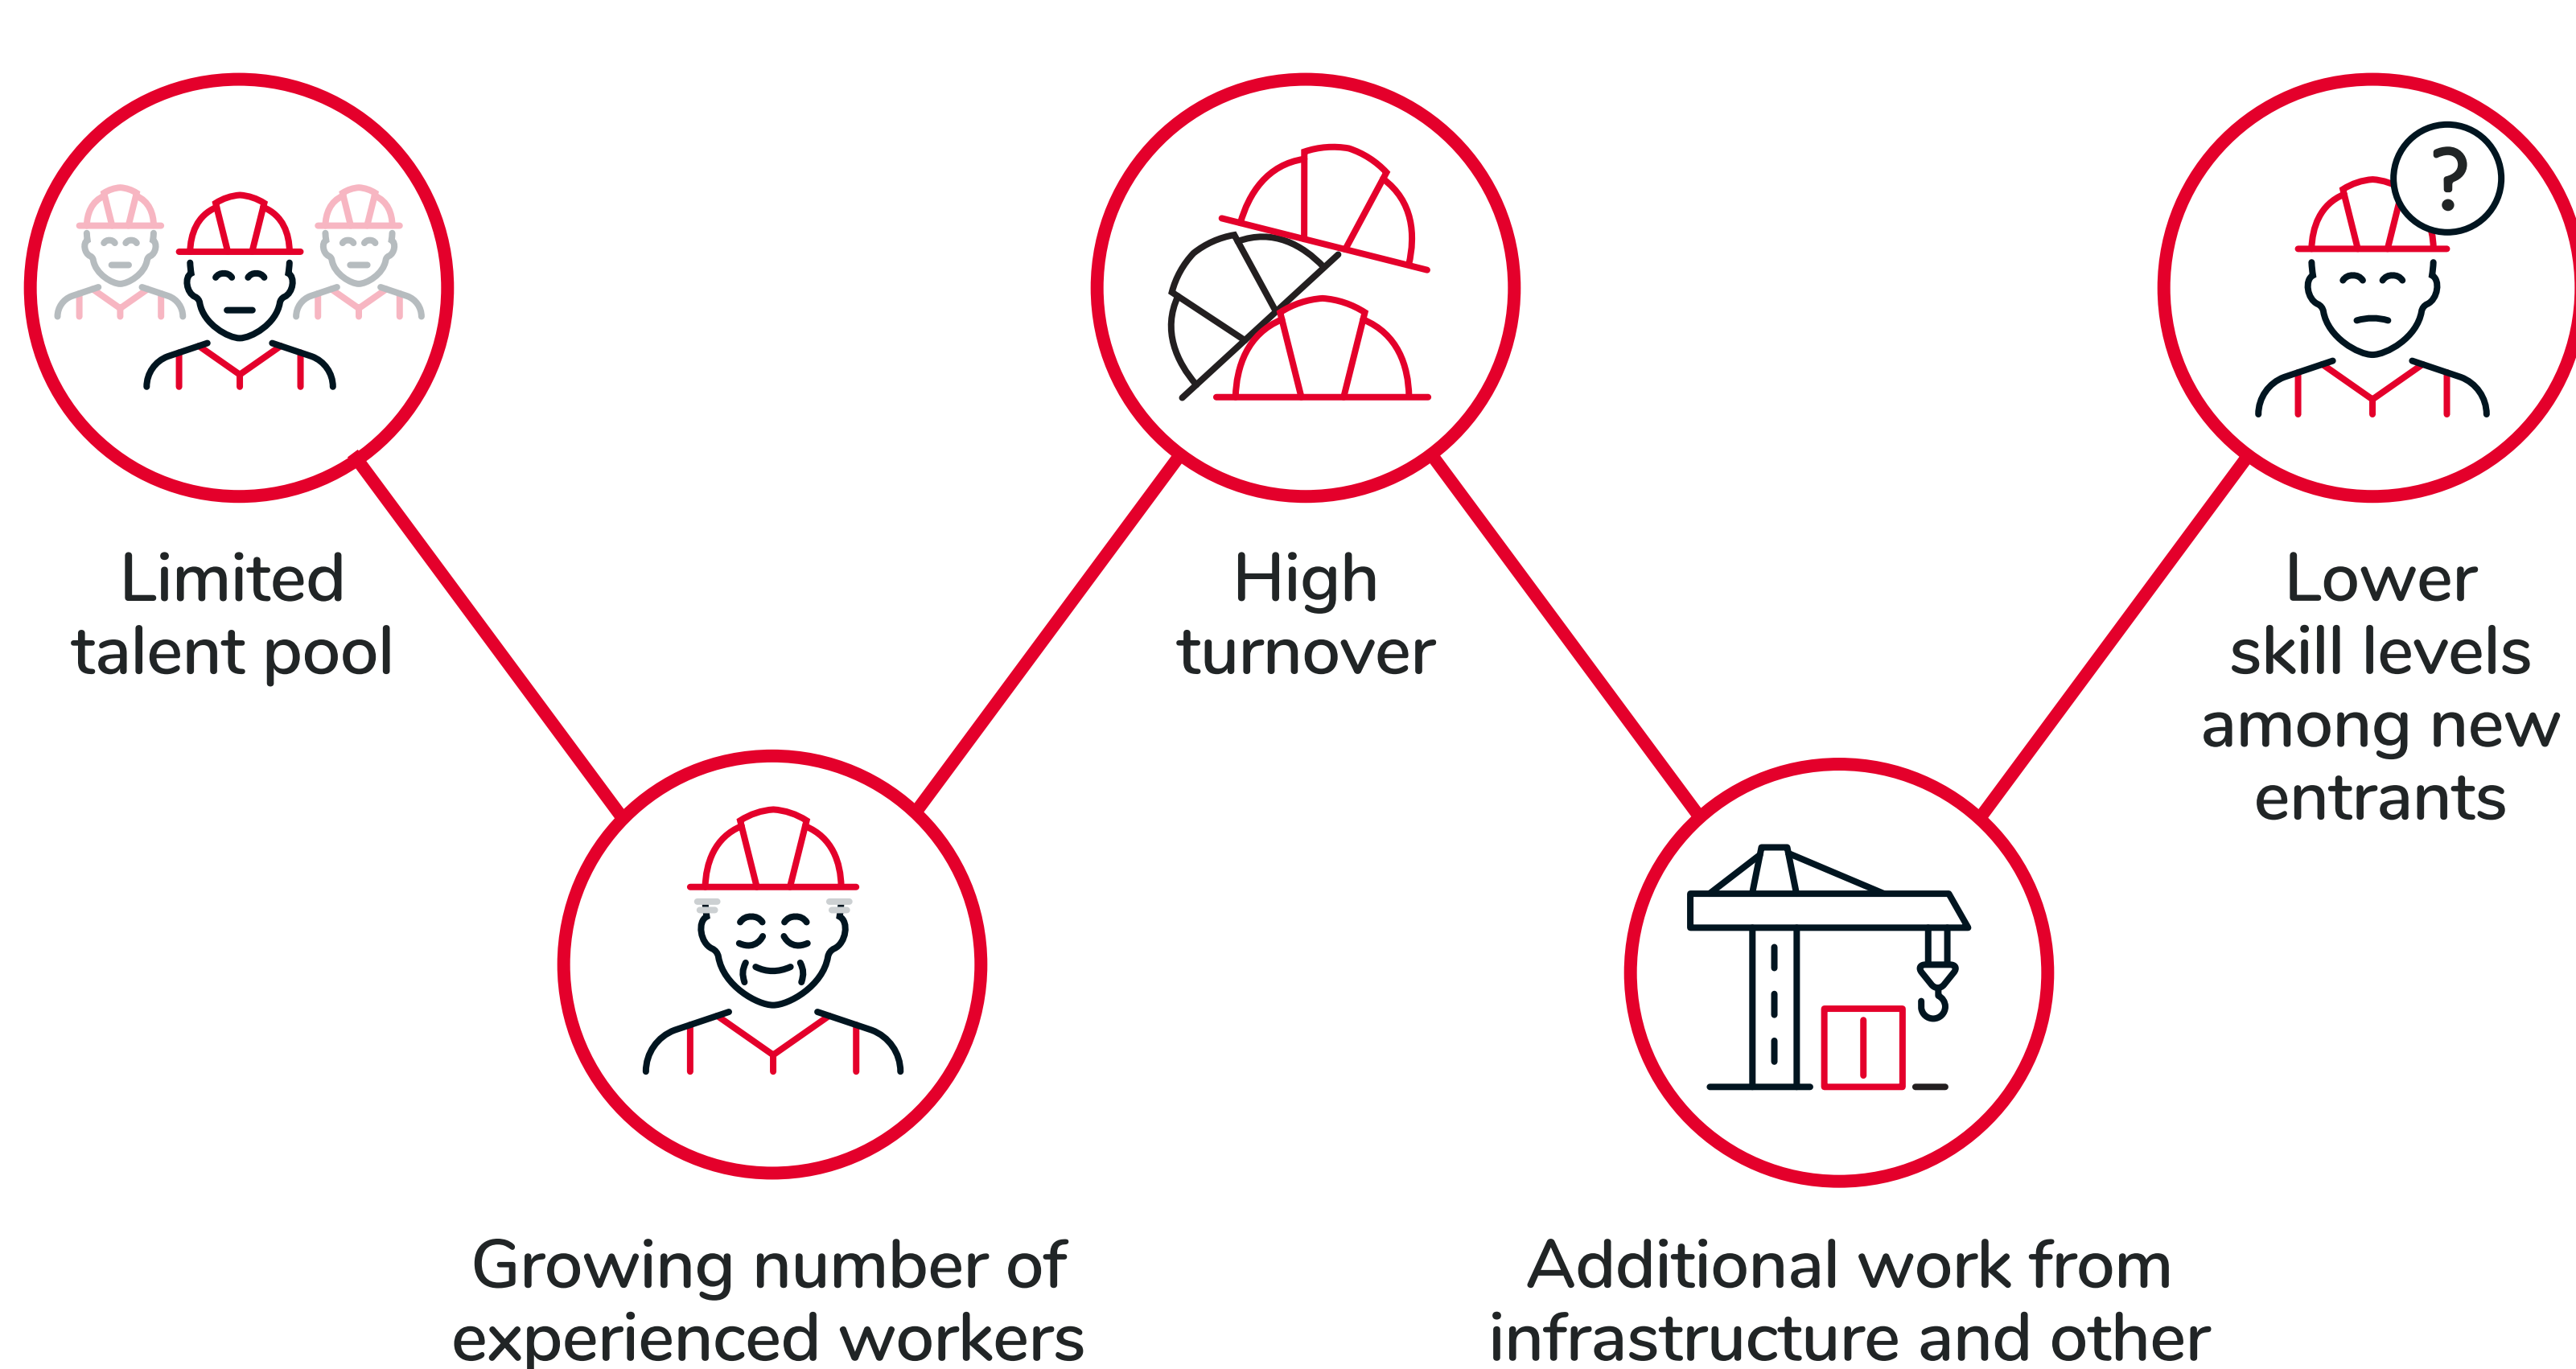 ?
Limited
talent pool
High
turnover
Lower
skill levels
among new
entrants
Growing number of
experienced workers
Additional work from
infrastructure and other